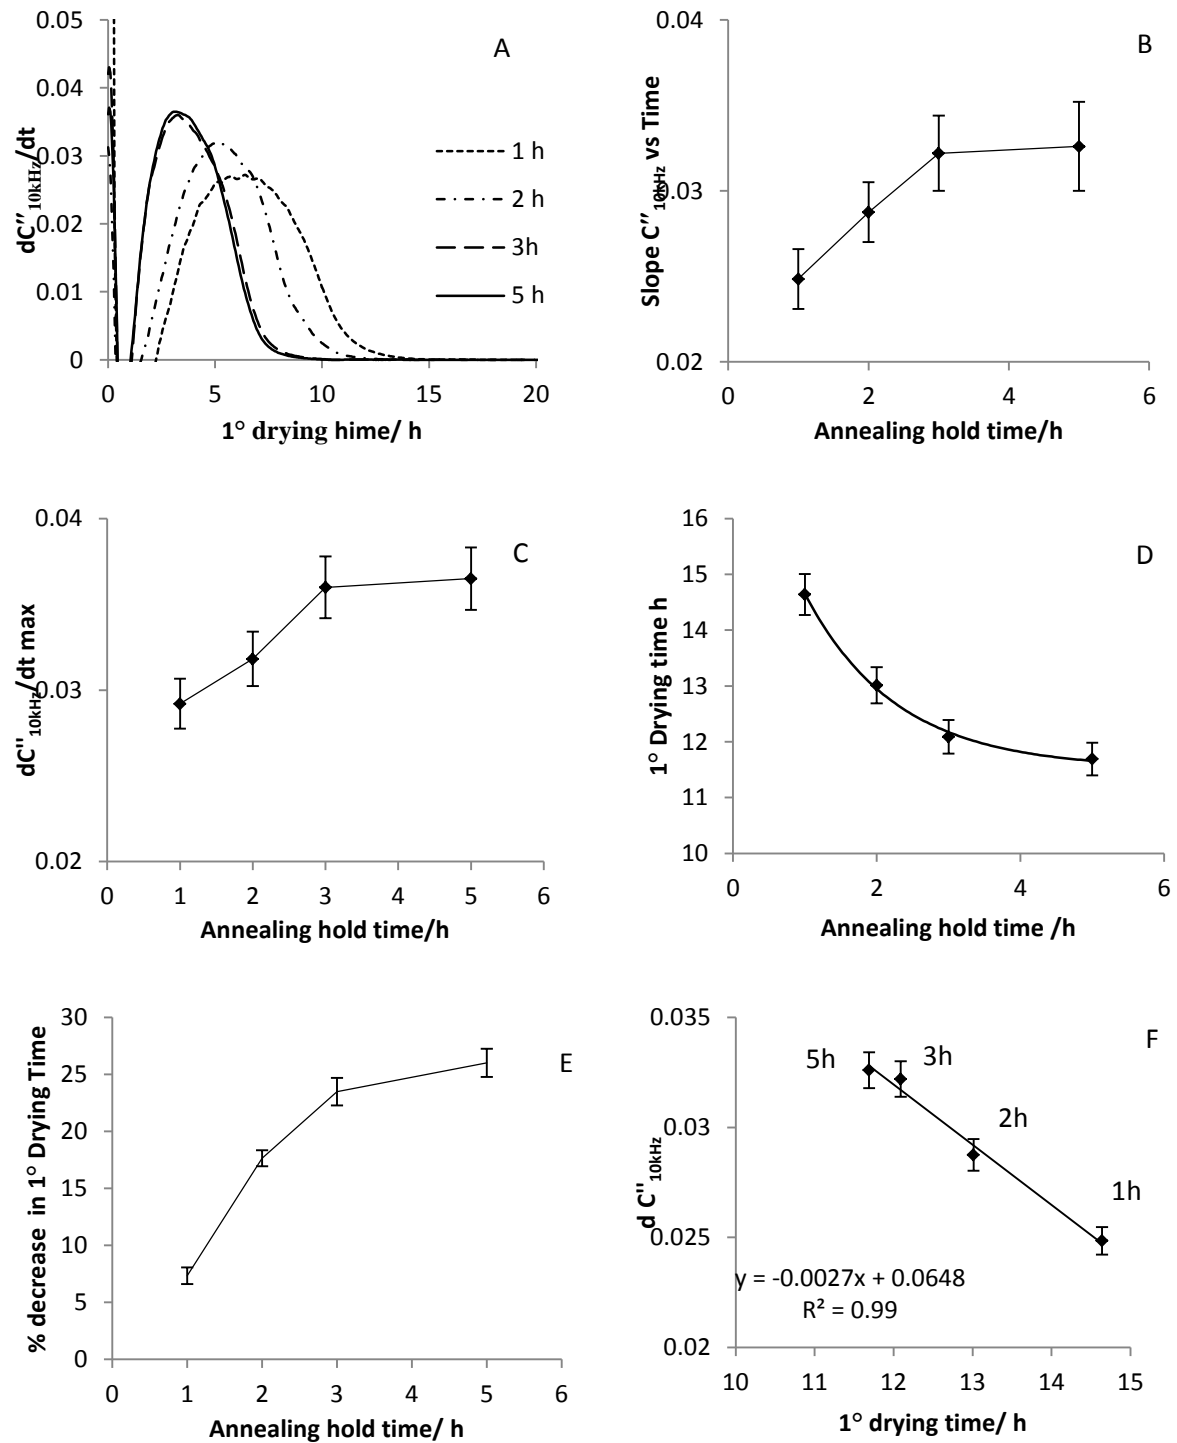 A
0.05
0.04
0.03
0.02
0.01
0
dC″10kHz/dt
1 h
2 h
3h
5 h
0 5 10 15 20
1° drying hime/ h
B
0.04
0.03
0.02
Slope C″10kHz vs Time
0 2 4 6
Annealing hold time/h
C
0.04
0.03
0.02
dC"10kHz/dt max
0 1 2 3 4 5 6
Annealing hold time/h
D
16
15
14
13
12
11
10
1° Drying time h
0 2 4 6
Annealing hold time /h
E
30
25
20
15
10
5
0
% decrease in 1° Drying Time
0 1 2 3 4 5 6
Annealing hold time/ h
F
0.035
0.03
0.025
0.02
d C"10kHz
5h
3h
2h
1h
y = -0.0027x + 0.0648
R² = 0.99
10 11 12 13 14 15
1° drying time/ h